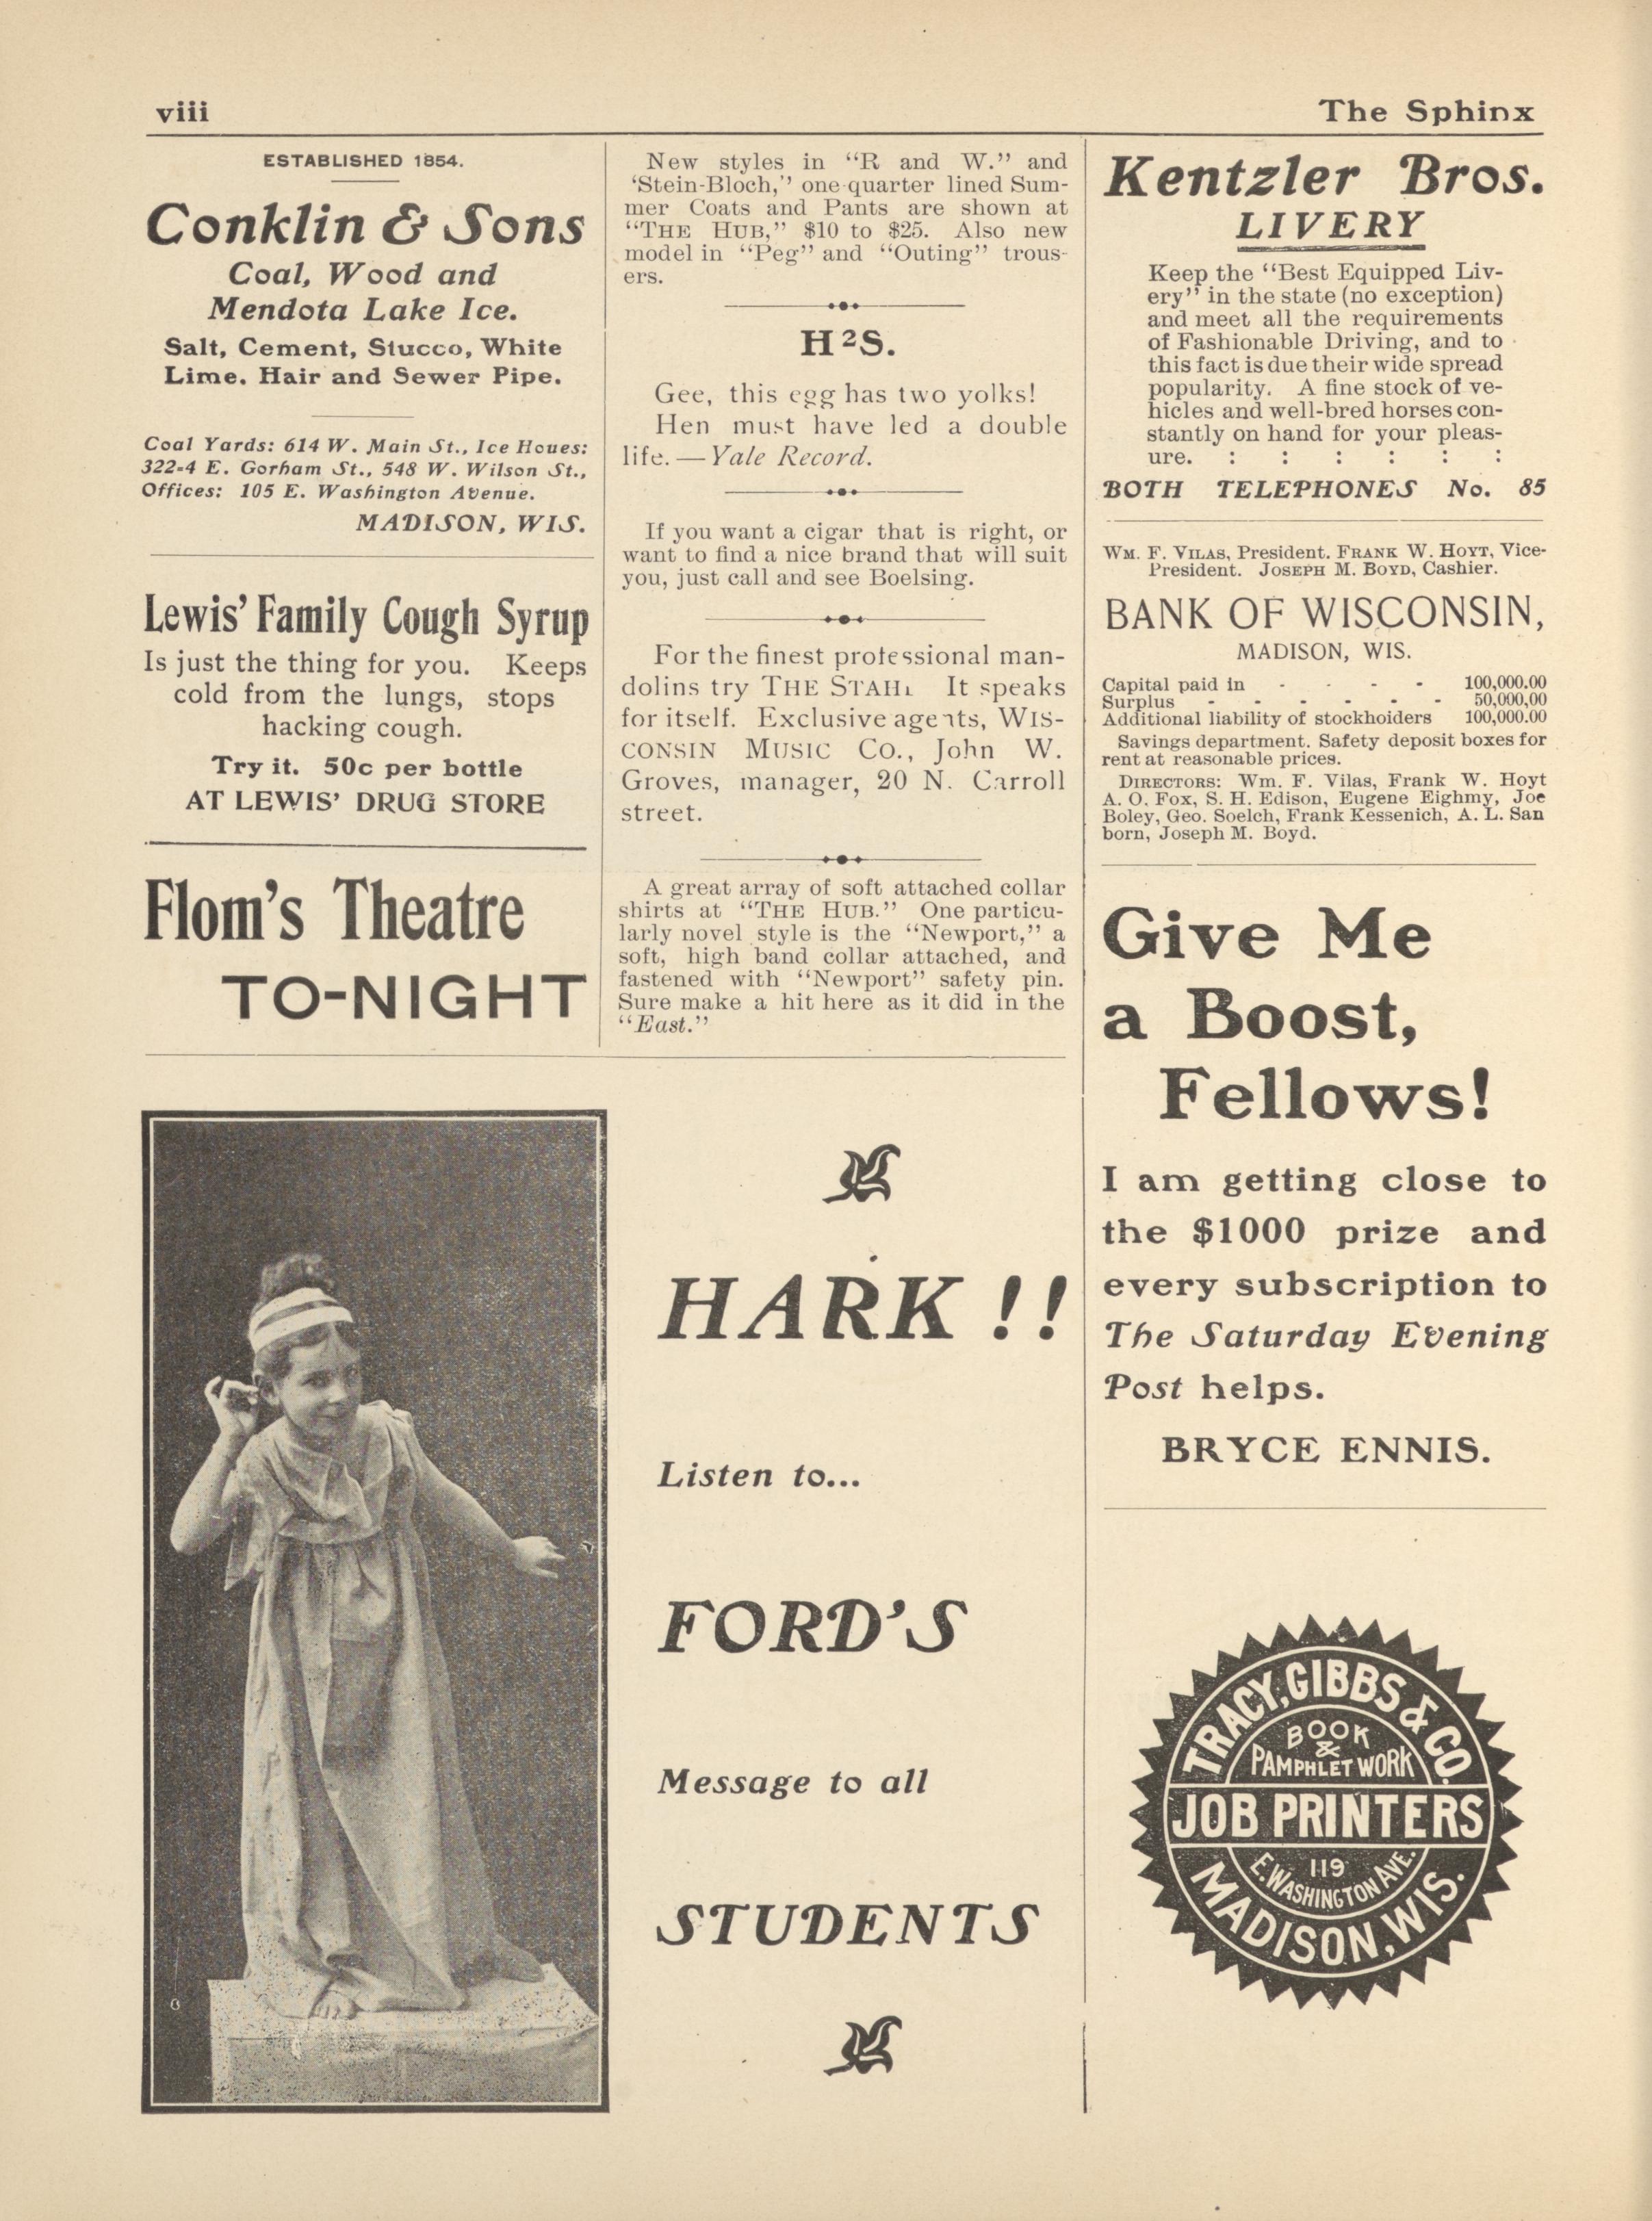 viii
The Sphinx
ESTABLISHED 1854.
Conklin & Sons
Coal, Wood and
Mendota Lake Ice.
Salt, Cement, Stucco, White
Lime. Hair and Sewer Pipe.
Coal Yards: 614 W. Main St., Ice Houes:
322-4 E. Gorham St., 548 W. Wilson St.,
Offices: 105 E. Washington Avenue.
MADISON, WIS.
Lewis' Family Cough Syrup
Is just the thing for you. Keeps
cold from the lungs, stops
hacking cough.
Try it. 50c per bottle
AT LEWIS' DRUG STORE
Flom's Theatre
TO-NIGHT
New styles in "R and W." and
'Stein-Bloch,'' one-quarter lined Sum-
mer Coats and Pants are shown at
"THE HUB," $10 to $25. Also new
model in "Peg" and "Outing" trous-
ers.
H²S.
Gee, this egg has two yolks!
Hen must have led a double
life.—Yale Record.
If you want a cigar that is right, or
want to find a nice brand that will suit
you, just call and see Boelsing.
For the finest professional man-
dolins try THE STAHL It speaks
for itself. Exclusive agents, WIS-
CONSIN MUSIC CO., John W.
Groves, manager, 20 N. Carroll
street.
A great array of soft attached collar
shirts at "THE HUB." One particu-
larly novel style is the "Newport," a
soft, high band collar attached, and
fastened with "Newport" safety pin.
Sure make a hit here as it did in the
"East."
HARK !!
Listen to...
FORD'S
Message to all
STUDENTS
Kentzler Bros.
LIVERY
Keep the "Best Equipped Liv-
ery" in the state (no exception)
and meet all the requirements
of Fashionable Driving, and to
this fact is due their wide spread
popularity. A fine stock of ve-
hicles and well-bred horses con-
stantly on hand for your pleas-
ure. : : : : : :
BOTH TELEPHONES No. 85
WM. F. VILAS, President. FRANK W. HOYT, Vice-
President. JOSEPH M. BOYD, Cashier.
BANK OF WISCONSIN,
MADISON, WIS.
Capital paid in - - - - 100,000.00
Surplus - - - - - - 50,000,00
Additional liability of stockhoiders 100,000.00
Savings department. Safety deposit boxes for
rent at reasonable prices.
DIRECTORS: Wm. F. Vilas, Frank W. Hoyt
A. O. Fox, S. H. Edison, Eugene Eighmy, Joe
Boley, Geo. Soelch, Frank Kessenich, A. L. San
born, Joseph M. Boyd.
Give Me
a Boost,
Fellows!
I am getting close to
the $1000 prize and
every subscription to
The Saturday Evening
Post helps.
BRYCE ENNIS.
TRACY, GIBBS & CO.
BOOK
&
PAMPHLET WORK
JOB PRINTERS
119
E. WASHINGTON AVE.
MADISON, WIS.